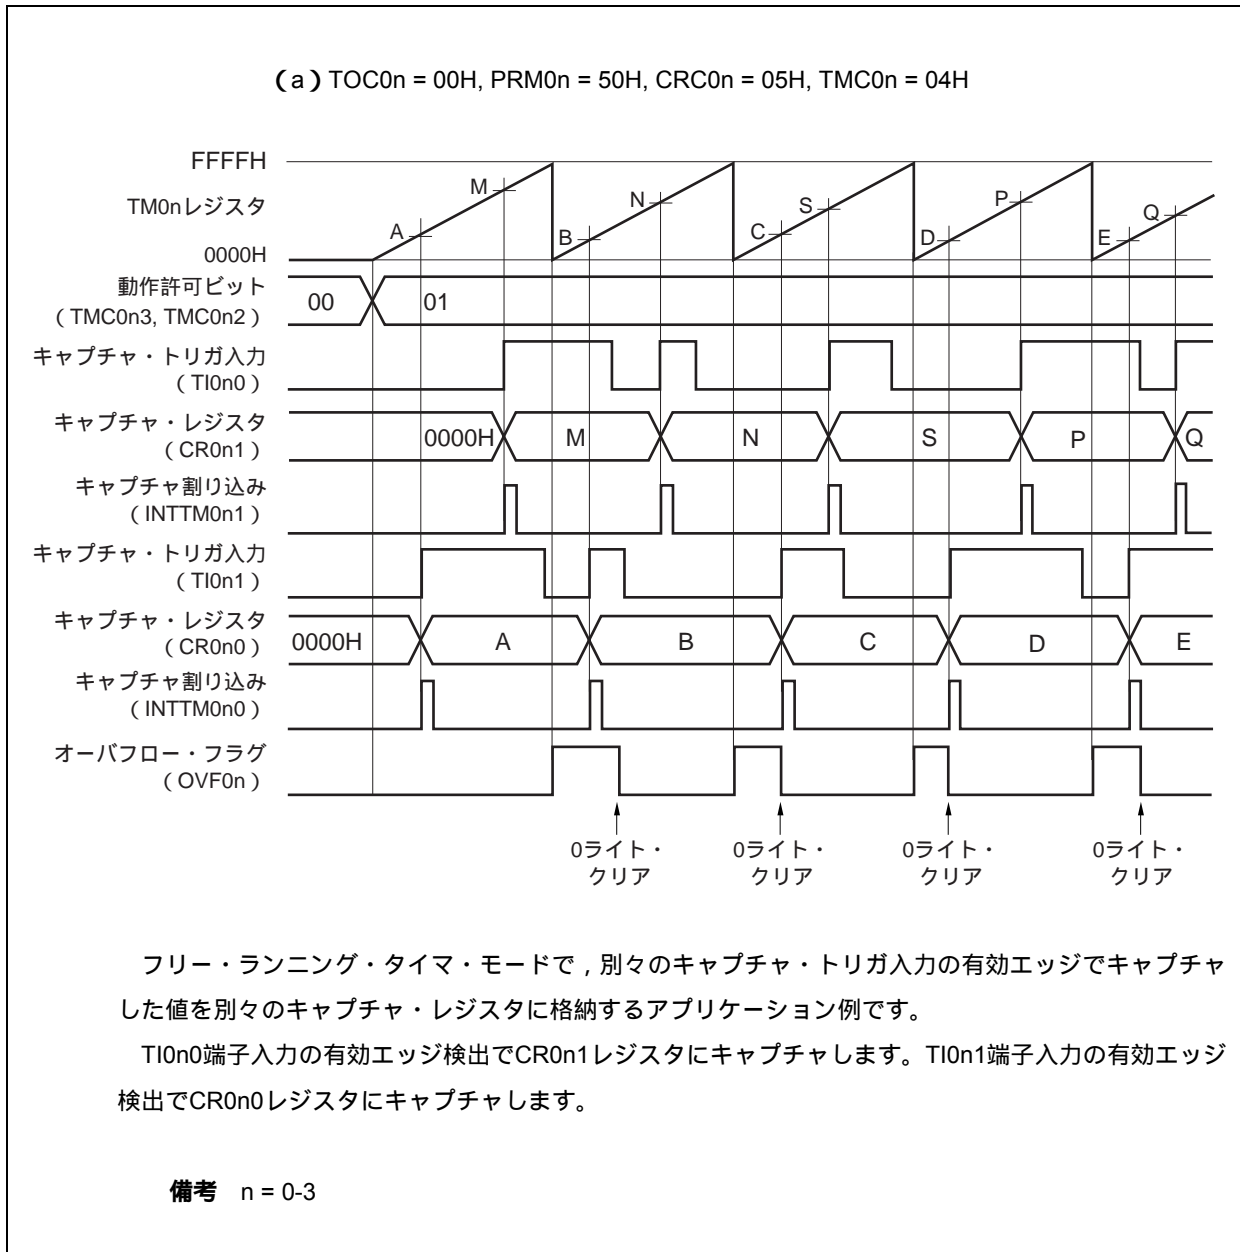 （a）TOC0n = 00H, PRM0n = 50H, CRC0n = 05H, TMC0n = 04H
FFFFH
TM0nレジスタ
0000H
A
M
B
N
C
S
D
P
E
Q
動作許可ビット
（TMC0n3, TMC0n2）
00
01
キャプチャ・トリガ入力
（TI0n0）
キャプチャ・レジスタ
（CR0n1）
0000H
M
N
S
P
Q
キャプチャ割り込み
（INTTM0n1）
キャプチャ・トリガ入力
（TI0n1）
キャプチャ・レジスタ
（CR0n0）
0000H
A
B
C
D
E
キャプチャ割り込み
（INTTM0n0）
オーバフロー・フラグ
（OVF0n）
0ライト・
クリア
0ライト・
クリア
0ライト・
クリア
0ライト・
クリア
フリー・ランニング・タイマ・モードで，別々のキャプチャ・トリガ入力の有効エッジでキャプチャ
した値を別々のキャプチャ・レジスタに格納するアプリケーション例です。
TI0n0端子入力の有効エッジ検出でCR0n1レジスタにキャプチャします。TI0n1端子入力の有効エッジ
検出でCR0n0レジスタにキャプチャします。
備考 n = 0-3